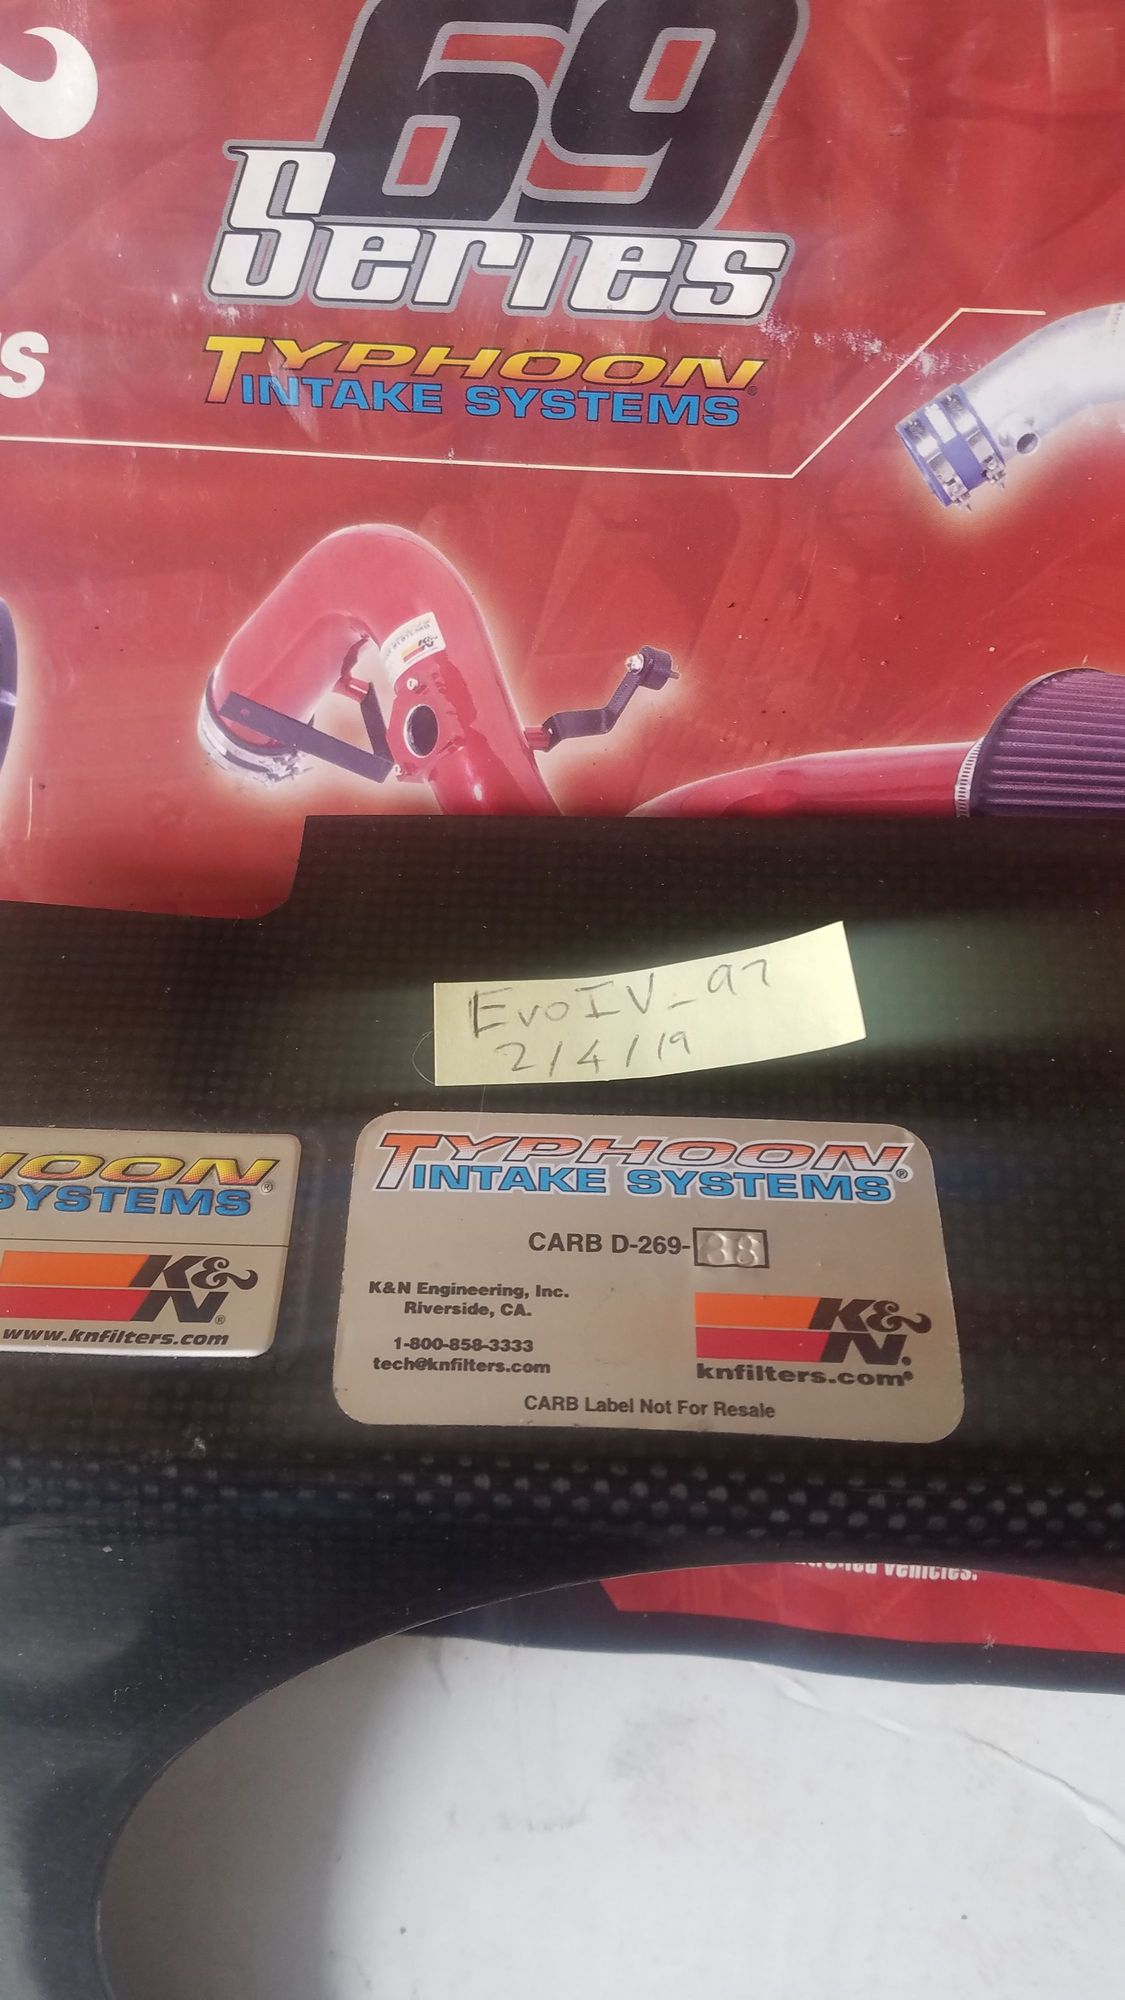 69
Series
TYPHOON®
INTAKE SYSTEMS
EvoIV_97
2/4/19
SYSTEMS®
K&N®
www.knfilters.com
TYPHOON
INTAKE SYSTEMS®
CARB D-269-
K&N Engineering, Inc.
Riverside, CA.
1-800-858-3333
tech@knfilters.com
K&N®
knfilters.com®
CARB Label Not For Resale
vehicles.